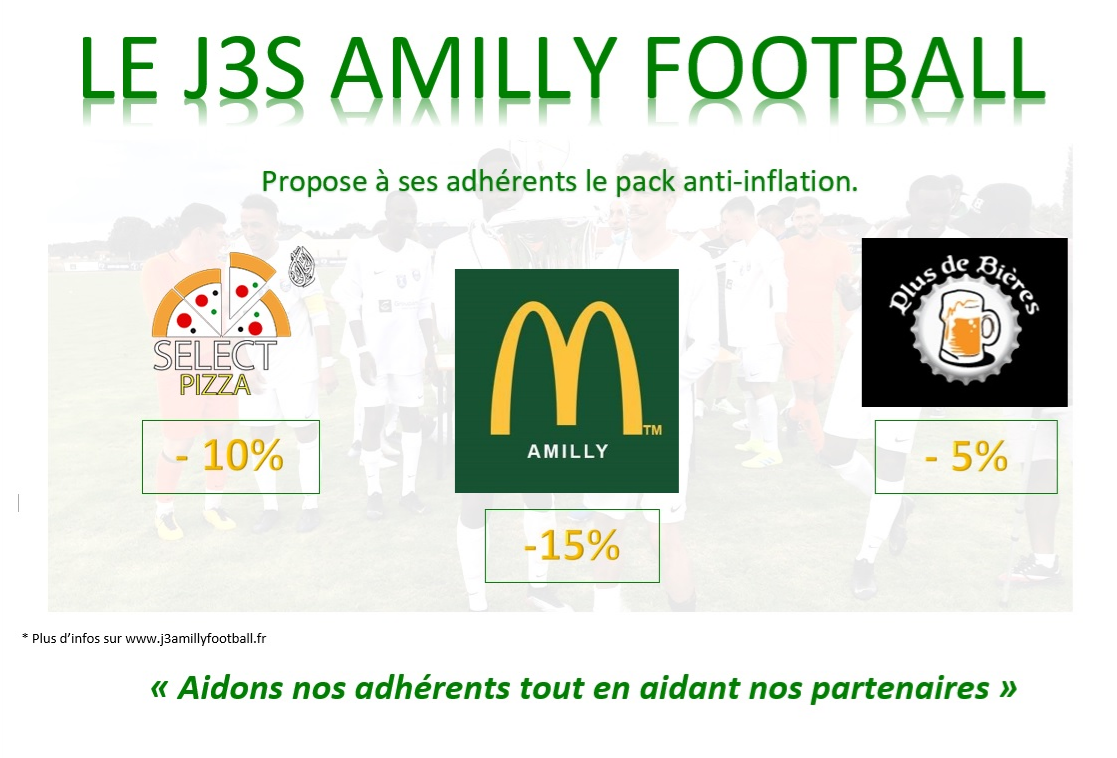 LE J3S AMILLY FOOTBALL
Propose à ses adhérents le pack anti-inflation.
SELECT
PIZZA
- 10%
TM
AMILLY
-15%
Plus de Bières
- 5%
* Plus d’infos sur www.j3amillyfootball.fr
« Aidons nos adhérents tout en aidant nos partenaires »